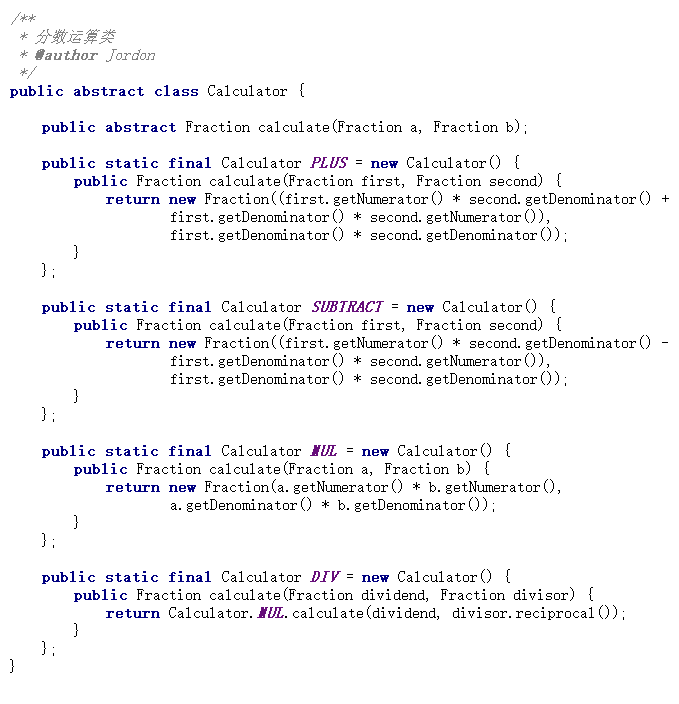 /**
 * 分数运算类
 * @author Jordon
 */
public abstract class Calculator {
    public abstract Fraction calculate(Fraction a, Fraction b);
    public static final Calculator PLUS = new Calculator() {
        public Fraction calculate(Fraction first, Fraction second) {
            return new Fraction((first.getNumerator() * second.getDenominator() +
                    first.getDenominator() * second.getNumerator()),
                    first.getDenominator() * second.getDenominator());
        }
    };
    public static final Calculator SUBTRACT = new Calculator() {
        public Fraction calculate(Fraction first, Fraction second) {
            return new Fraction((first.getNumerator() * second.getDenominator() -
                    first.getDenominator() * second.getNumerator()),
                    first.getDenominator() * second.getDenominator());
        }
    };
    public static final Calculator MUL = new Calculator() {
        public Fraction calculate(Fraction a, Fraction b) {
            return new Fraction(a.getNumerator() * b.getNumerator(),
                    a.getDenominator() * b.getDenominator());
        }
    };
    public static final Calculator DIV = new Calculator() {
        public Fraction calculate(Fraction dividend, Fraction divisor) {
            return Calculator.MUL.calculate(dividend, divisor.reciprocal());
        }
    };
}